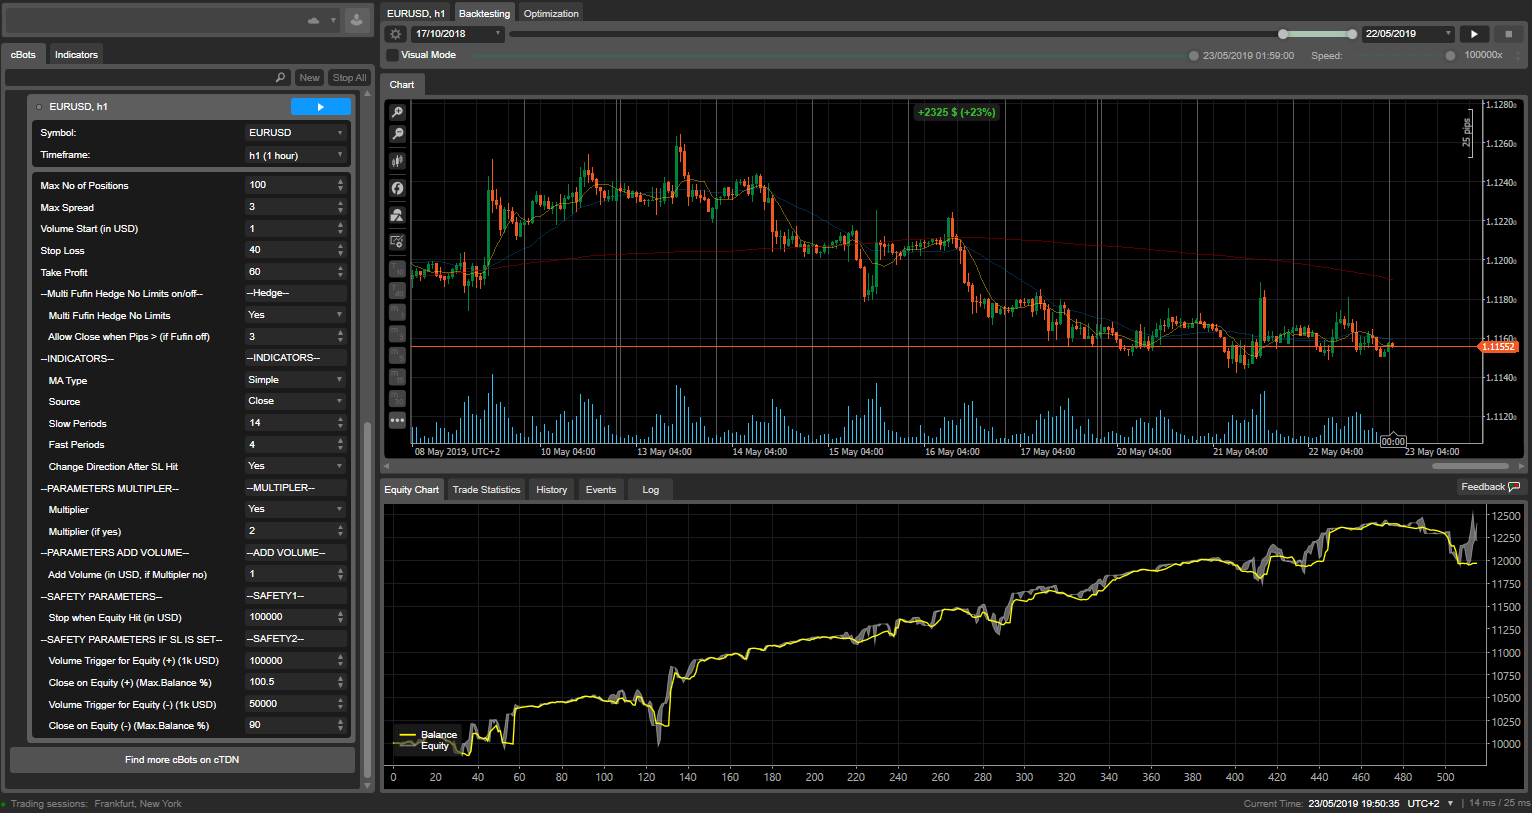 EURUSD, h1 Backtesting Optimization
17/10/2018 22/05/2019
Visual Mode 23/05/2019 01:59:00 Speed: 100000x
cBots Indicators
New Stop All
EURUSD, h1
Symbol: EURUSD
Timeframe: h1 (1 hour)
Max No of Positions 100
Max Spread 3
Volume Start (in USD) 1
Stop Loss 40
Take Profit 60
--Multi Fufin Hedge No Limits on/off-- --Hedge--
Multi Fufin Hedge No Limits Yes
Allow Close when Pips > (if Fufin off) 3
--INDICATORS-- --INDICATORS--
MA Type Simple
Source Close
Slow Periods 14
Fast Periods 4
Change Direction After SL Hit Yes
--PARAMETERS MULTIPLER-- --MULTIPLER--
Multiplier Yes
Multiplier (if yes) 2
--PARAMETERS ADD VOLUME-- --ADD VOLUME--
Add Volume (in USD, if Multipler no) 1
--SAFETY PARAMETERS-- --SAFETY1--
Stop when Equity Hit (in USD) 100000
--SAFETY PARAMETERS IF SL IS SET-- --SAFETY2--
Volume Trigger for Equity (+) (1k USD) 100000
Close on Equity (+) (Max.Balance %) 100.5
Volume Trigger for Equity (-) (1k USD) 50000
Close on Equity (-) (Max.Balance %) 90
Find more cBots on cTDN
Chart
+2325 $ (+23%)
25 pips
1.12800
1.12600
1.12400
1.12200
1.12000
1.11800
1.11600
1.11552
1.11400
1.11200
00:00
08 May 2019, UTC+2 10 May 04:00 13 May 04:00 14 May 04:00 15 May 04:00 16 May 04:00 17 May 04:00 20 May 04:00 21 May 04:00 22 May 04:00 23 May 04:00
Equity Chart Trade Statistics History Events Log Feedback
12500
12250
12000
11750
11500
11250
11000
10750
10500
10250
10000
Balance
Equity
0 20 40 60 80 100 120 140 160 180 200 220 240 260 280 300 320 340 360 380 400 420 440 460 480 500
Trading sessions: Frankfurt, New York Current Time: 23/05/2019 19:50:35 UTC+2 | 14 ms / 25 ms